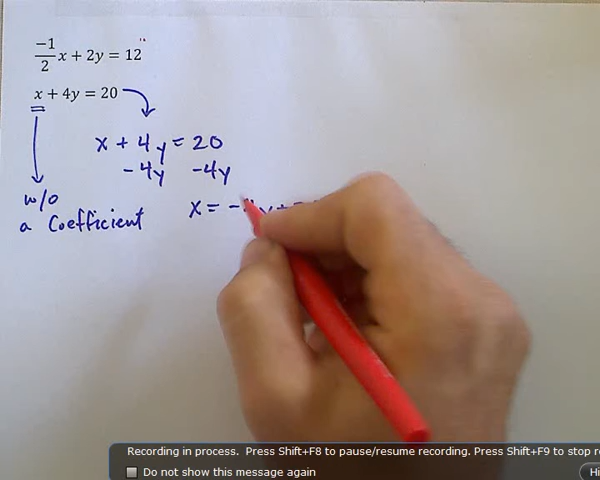 -1/2 x + 2y = 12
x + 4y = 20
x + 4y = 20
-4y -4y
w/o
a Coefficient
x = -
Recording in process. Press Shift+F8 to pause/resume recording. Press Shift+F9 to stop
Do not show this message again